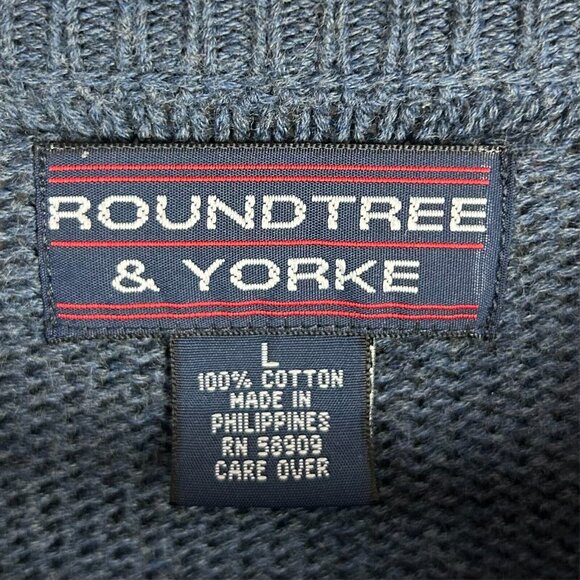 ROUNDTREE
& YORKE
L
100% COTTON
MADE IN
PHILIPPINES
RN 58909
CARE OVER